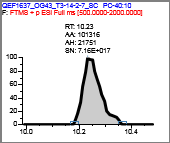 QEF1537_OG43_T3-14-2-7_SC PC-40:10
F: FTMS + p ESI Full ms [500.0000-2000.0000]
RT: 10.23
AA: 101316
AH: 21751
SN: 7.16e+017
100
80
60
40
20
0
10.0
10.2
10.4